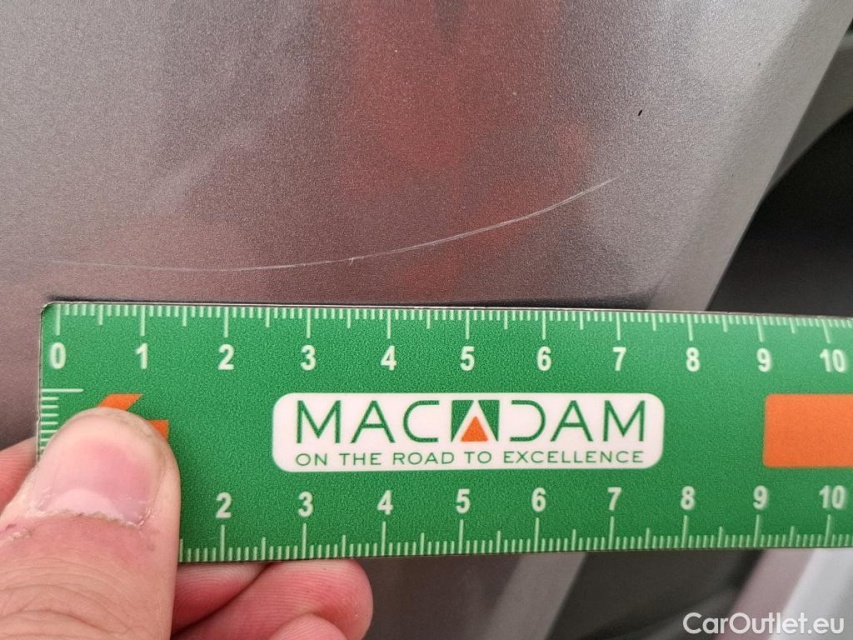 0 1 2 3 4 5 6 7 8 9 10
MACADAM
ON THE ROAD TO EXCELLENCE
2 3 4 5 6 7 8 9 10
CarOutlet.eu